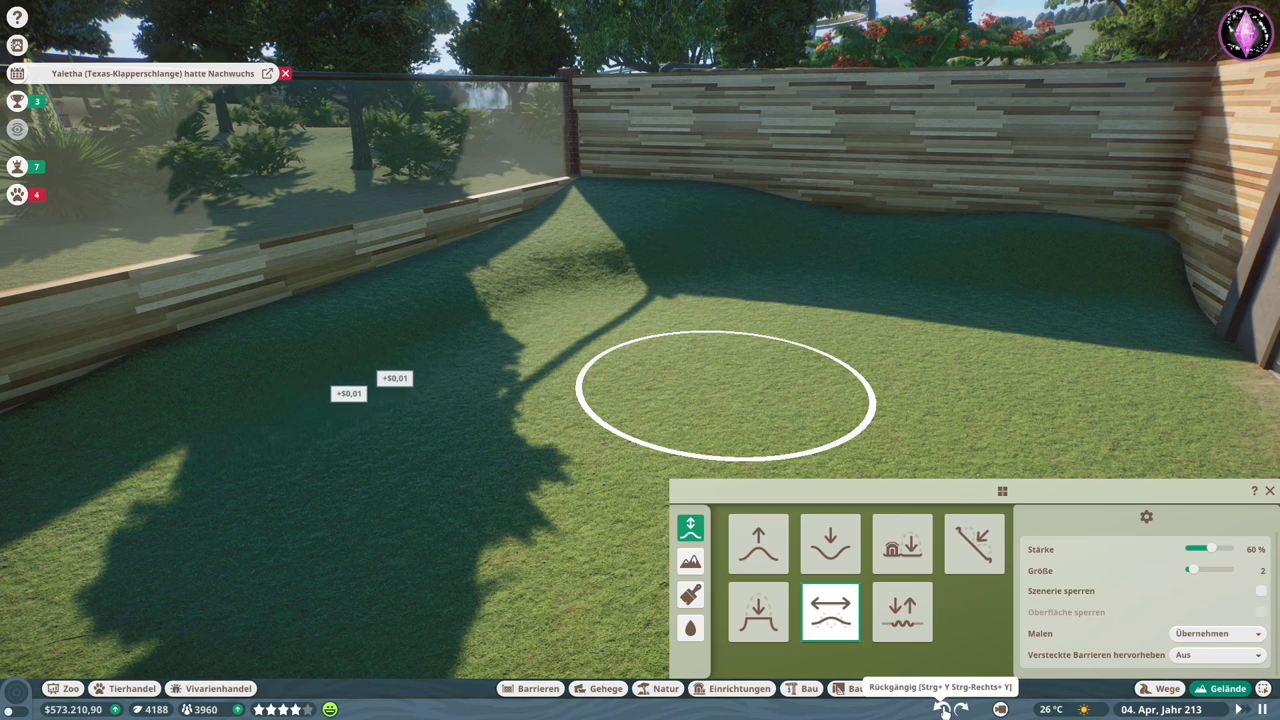 ?
Yaletha (Texas-Klapperschlange) hatte Nachwuchs
3
7
4
+$0,01
+$0,01
?
Stärke 60 %
Größe 2
Szenerie sperren
Oberfläche sperren
Malen Übernehmen
Versteckte Barrieren hervorheben Aus
Rückgängig [Strg+ Y Strg-Rechts+ Y]
Zoo Tierhandel Vivarienhandel Barrieren Gehege Natur Einrichtungen Bau Bau Wege Gelände
$573.210,90 4188 3960 26 °C 04. Apr, Jahr 213